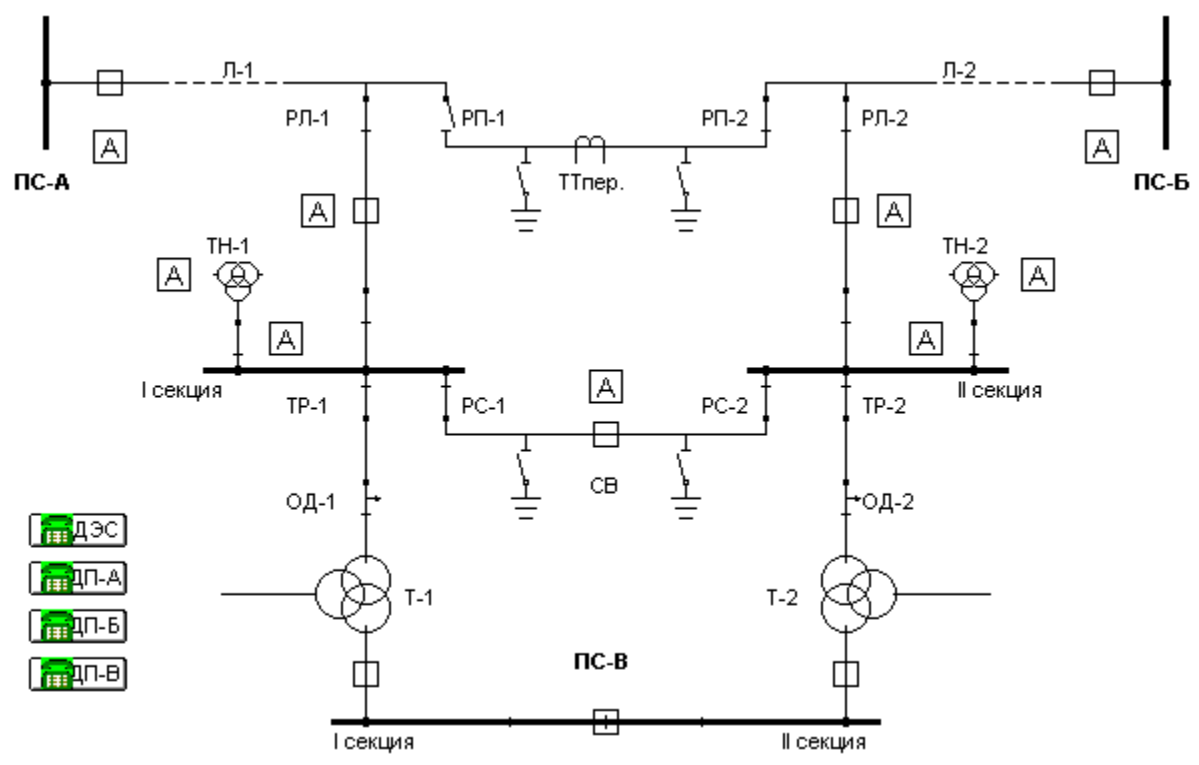 Л-1
Л-2
РЛ-1
РП-1
РП-2
РЛ-2
А
А
ПС-А
ТТпер.
ПС-Б
А
А
ТН-1
ТН-2
А
А
А
А
I секция
А
II секция
ТР-1
РС-1
РС-2
ТР-2
СВ
ОД-1
ОД-2
ДЭС
ДП-А
Т-1
Т-2
ДП-Б
ПС-В
ДП-В
I секция
II секция